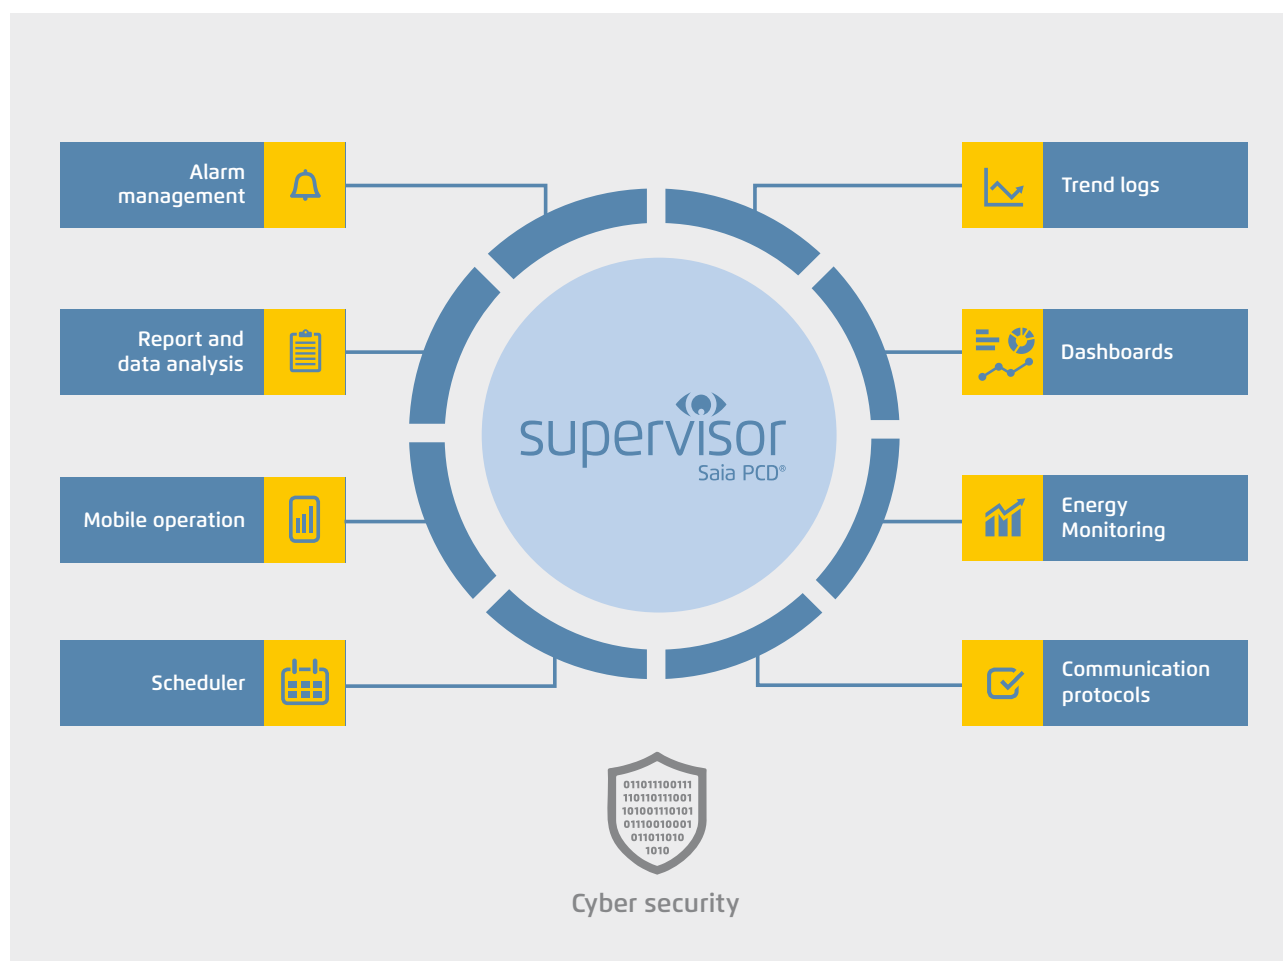 Alarm
management
Report and
data analysis
Mobile operation
Scheduler
supervisor
Saia PCD®
Trend logs
Dashboards
Energy
Monitoring
Communication
protocols
011011100111
110110111001
101001110101
01110010001
011011010
1010
Cyber security